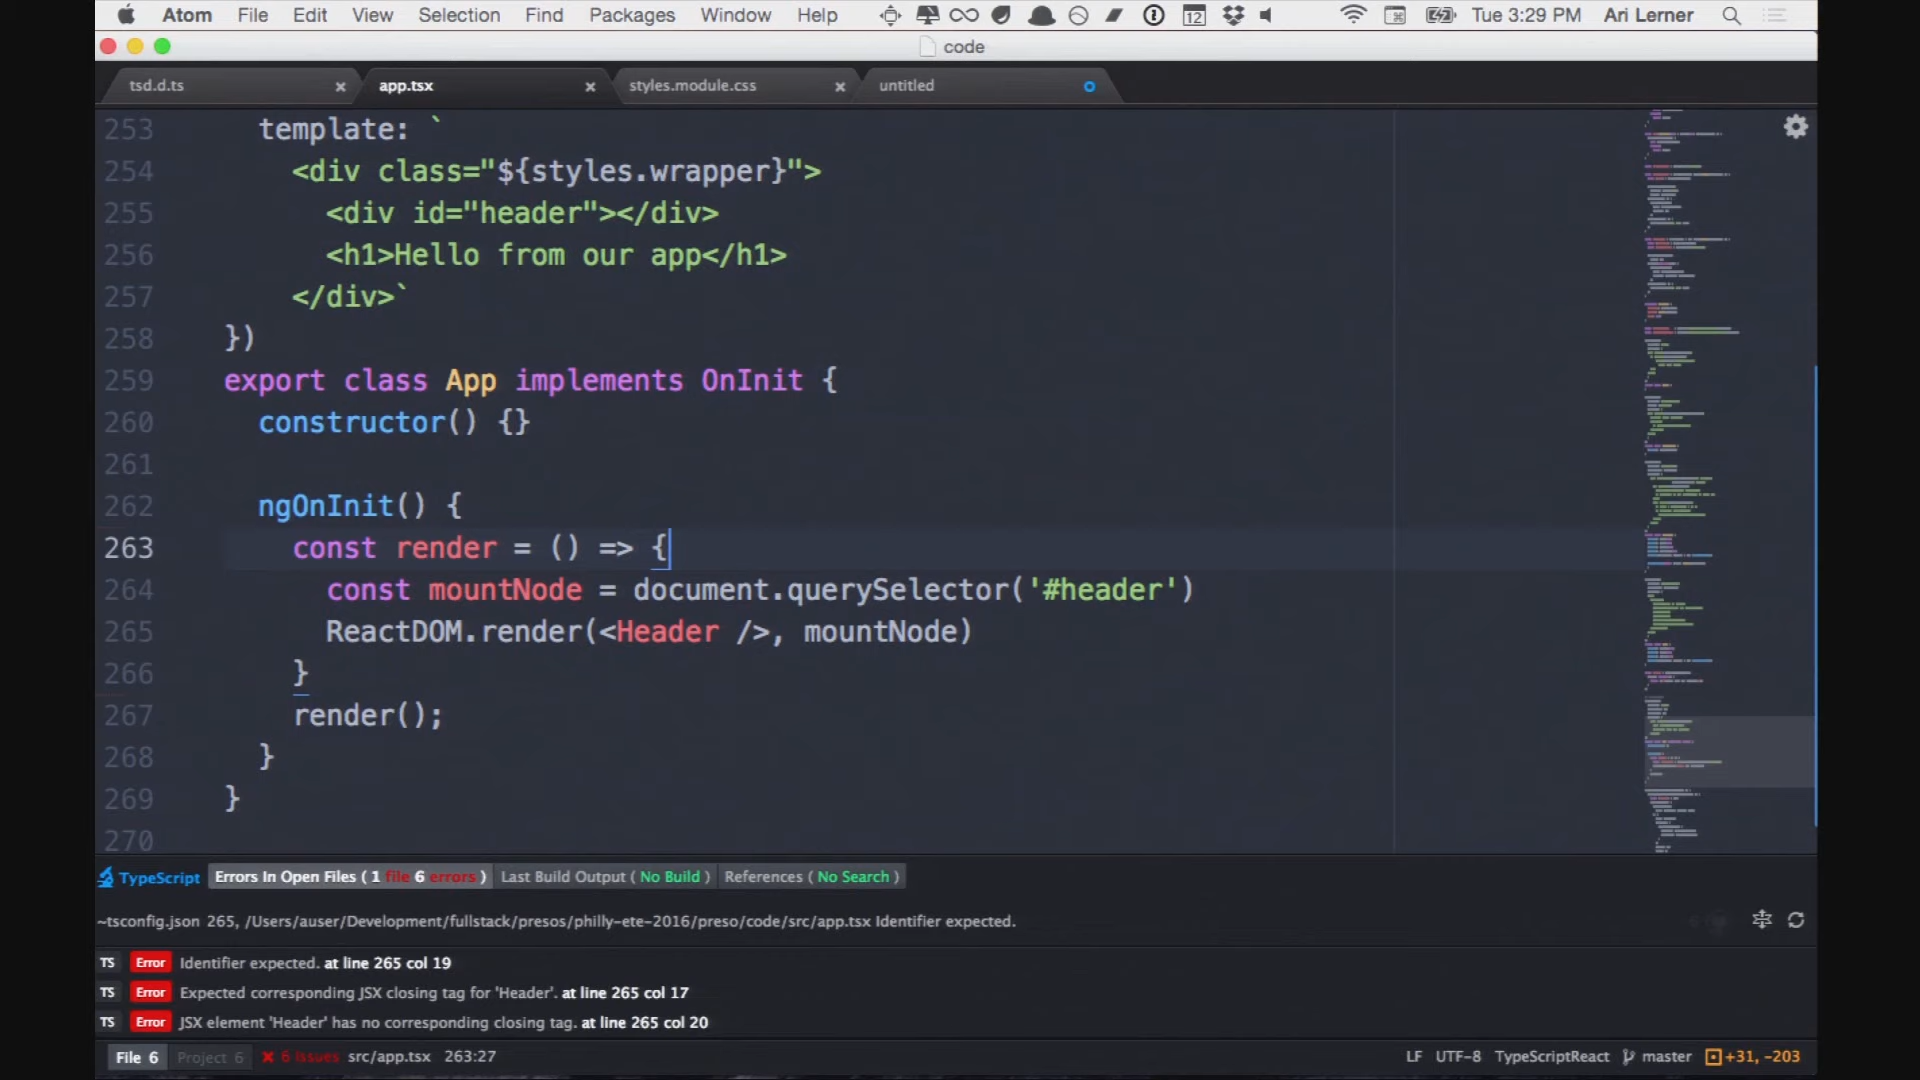 Atom File Edit View Selection Find Packages Window Help 12 Tue 3:29 PM Ari Lerner
code
tsd.d.ts app.tsx styles.module.css untitled
253 template: `
254 <div class="${styles.wrapper}">
255 <div id="header"></div>
256 <h1>Hello from our app</h1>
257 </div>`
258 })
259 export class App implements OnInit {
260 constructor() {}
261
262 ngOnInit() {
263 const render = () => {
264 const mountNode = document.querySelector('#header')
265 ReactDOM.render(<Header />, mountNode)
266 }
267 render();
268 }
269 }
270
TypeScript Errors In Open Files ( 1 file 6 errors ) Last Build Output ( No Build ) References ( No Search )
~tsconfig.json 265, /Users/auser/Development/fullstack/presos/philly-ete-2016/preso/code/src/app.tsx Identifier expected.
TS Error Identifier expected. at line 265 col 19
TS Error Expected corresponding JSX closing tag for 'Header'. at line 265 col 17
TS Error JSX element 'Header' has no corresponding closing tag. at line 265 col 20
File 6 Project 6 6 Issues src/app.tsx 263:27 LF UTF-8 TypeScriptReact master +31, -203